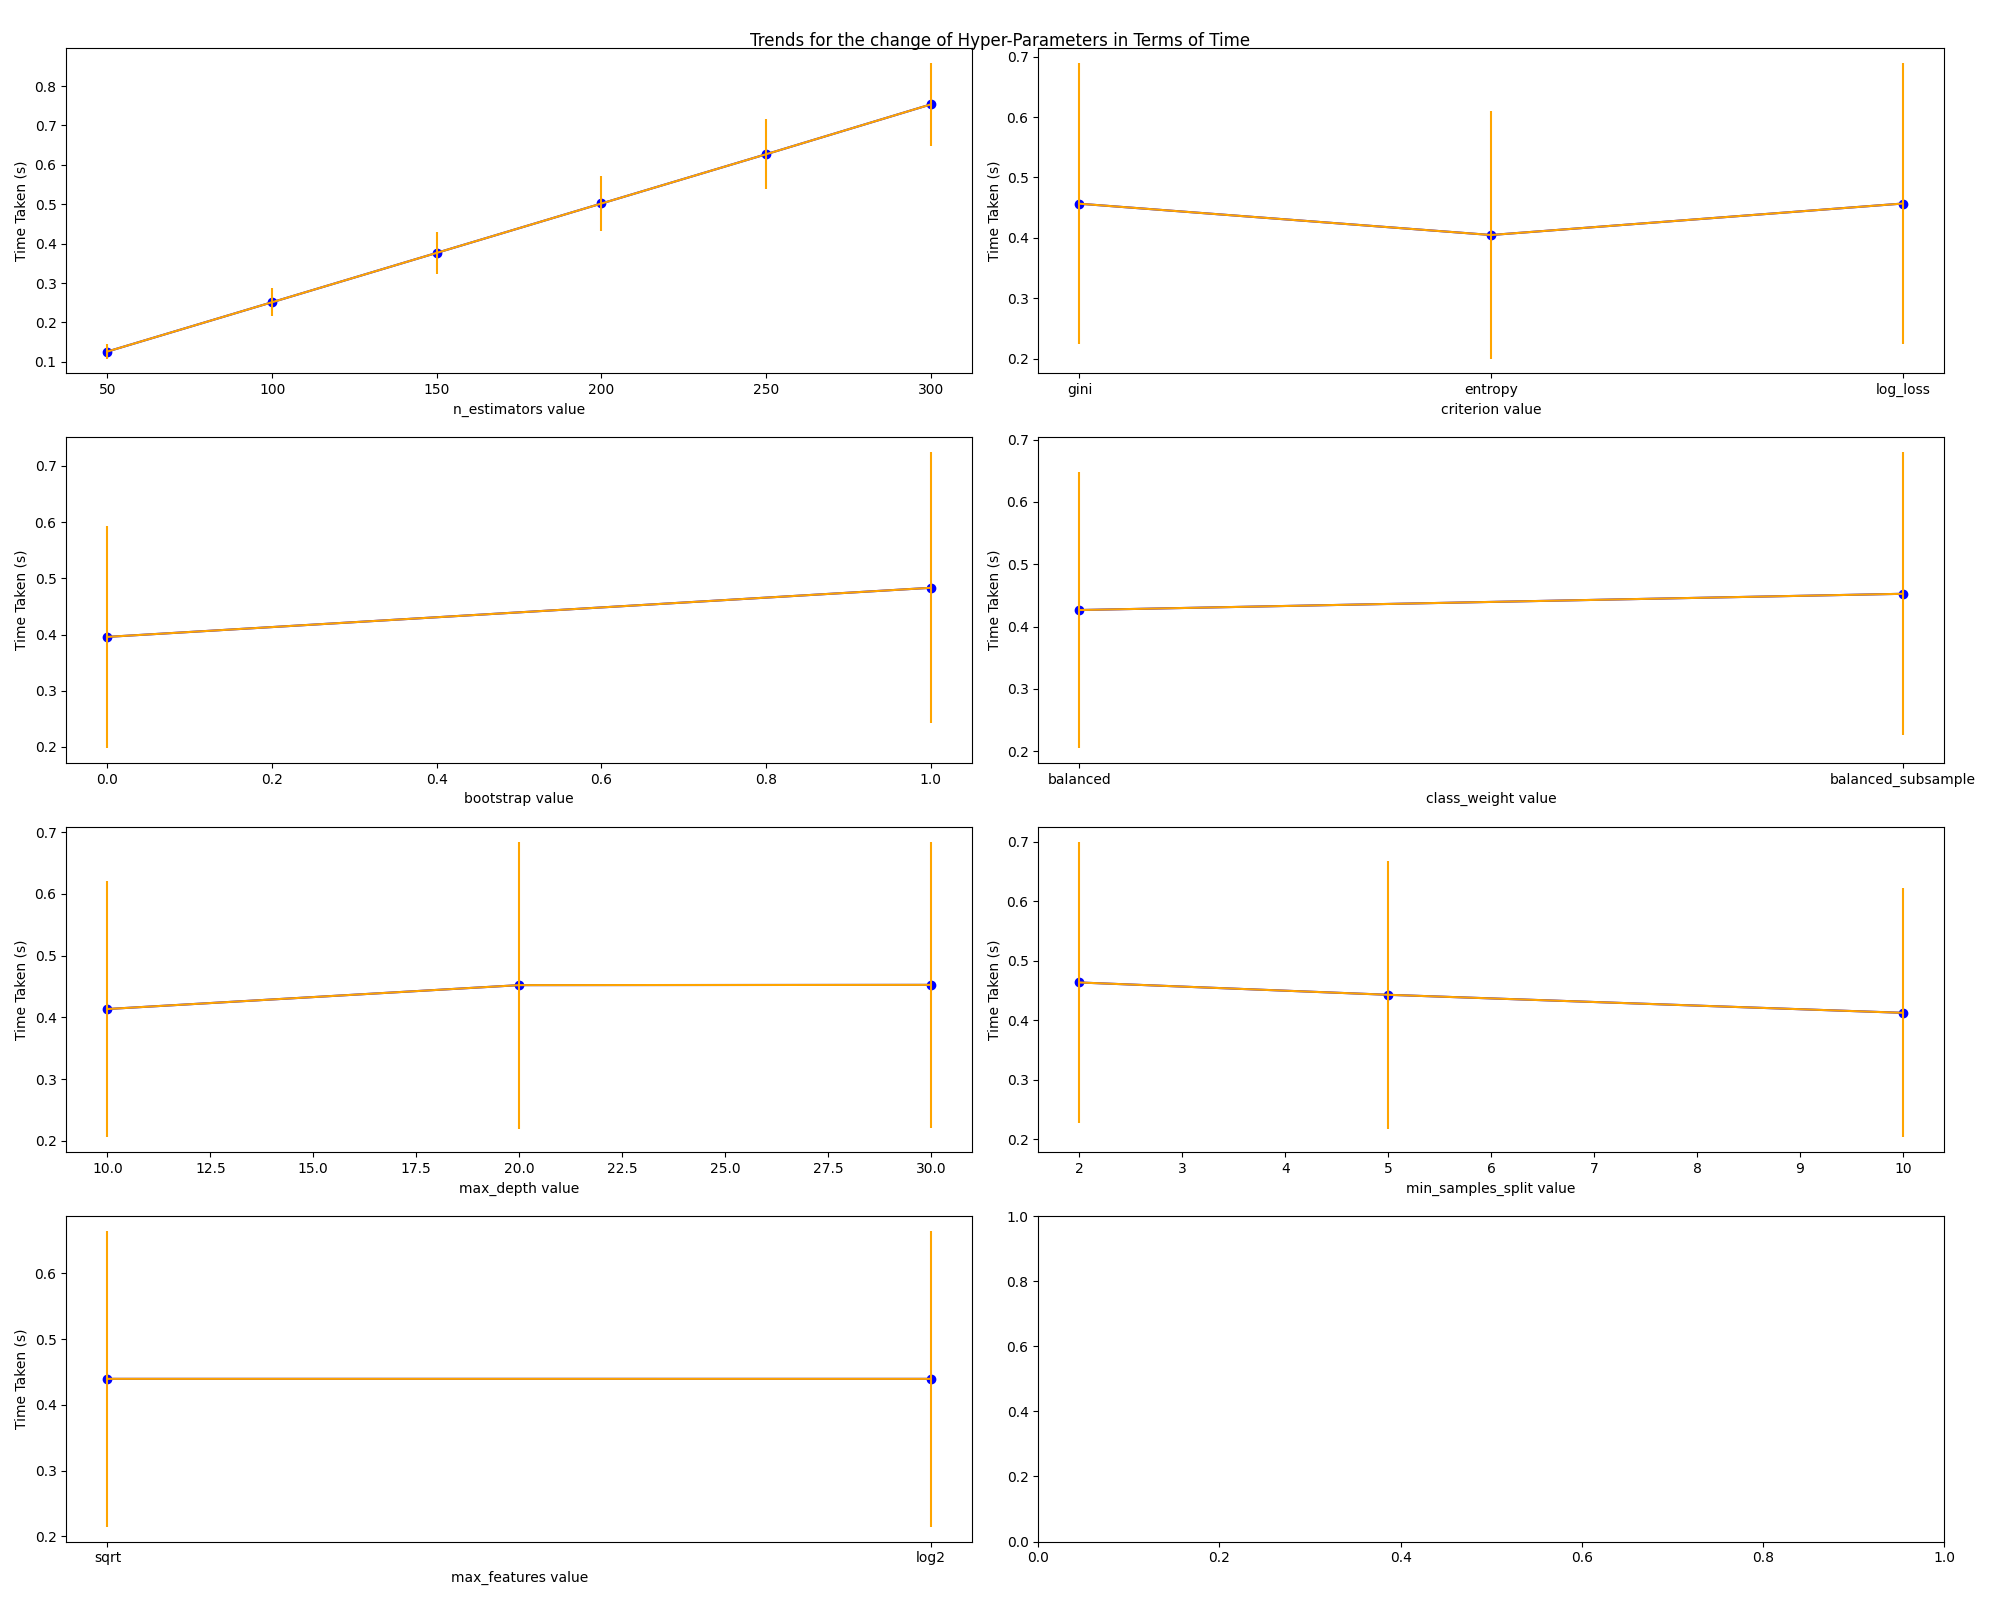 Trends for the change of Hyper-Parameters in Terms of Time
Time Taken (s)
0.8
0.7
0.6
0.5
0.4
0.3
0.2
0.1
50 100 150 200 250 300
n_estimators value
Time Taken (s)
0.7
0.6
0.5
0.4
0.3
0.2
gini entropy log_loss
criterion value
Time Taken (s)
0.7
0.6
0.5
0.4
0.3
0.2
0.0 0.2 0.4 0.6 0.8 1.0
bootstrap value
Time Taken (s)
0.7
0.6
0.5
0.4
0.3
0.2
balanced balanced_subsample
class_weight value
Time Taken (s)
0.7
0.6
0.5
0.4
0.3
0.2
10.0 12.5 15.0 17.5 20.0 22.5 25.0 27.5 30.0
max_depth value
Time Taken (s)
0.7
0.6
0.5
0.4
0.3
0.2
2 3 4 5 6 7 8 9 10
min_samples_split value
Time Taken (s)
0.6
0.5
0.4
0.3
0.2
sqrt log2
max_features value
1.0
0.8
0.6
0.4
0.2
0.0
0.0 0.2 0.4 0.6 0.8 1.0